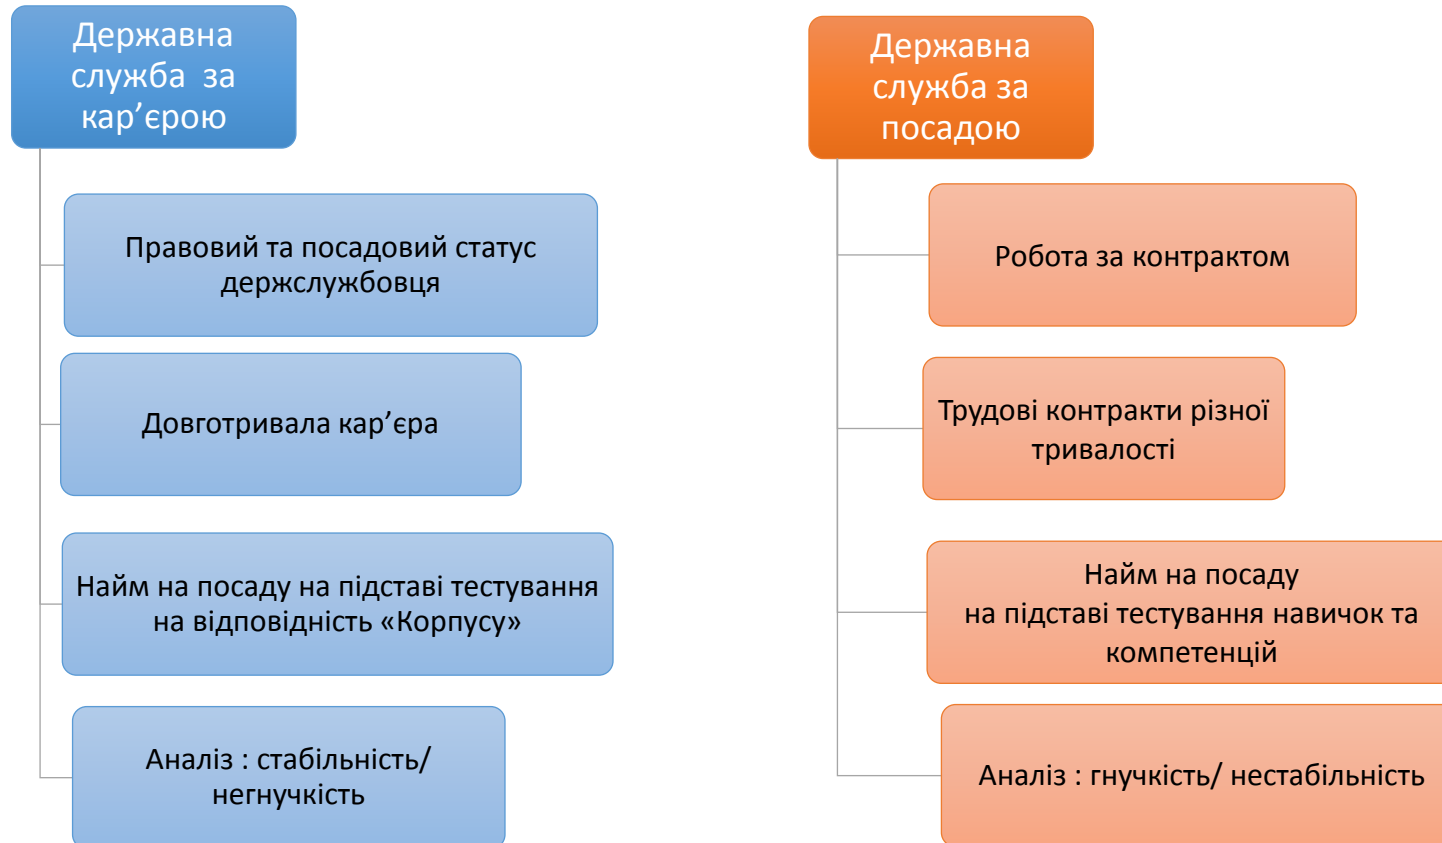 Державна
служба за
кар’єрою
Правовий та посадовий статус
держслужбовця
Довготривала кар’єра
Найм на посаду на підставі тестування
на відповідність «Корпусу»
Аналіз : стабільність/
негнучкість
Державна
служба за
посадою
Робота за контрактом
Трудові контракти різної
тривалості
Найм на посаду
на підставі тестування навичок та
компетенцій
Аналіз : гнучкість/ нестабільність